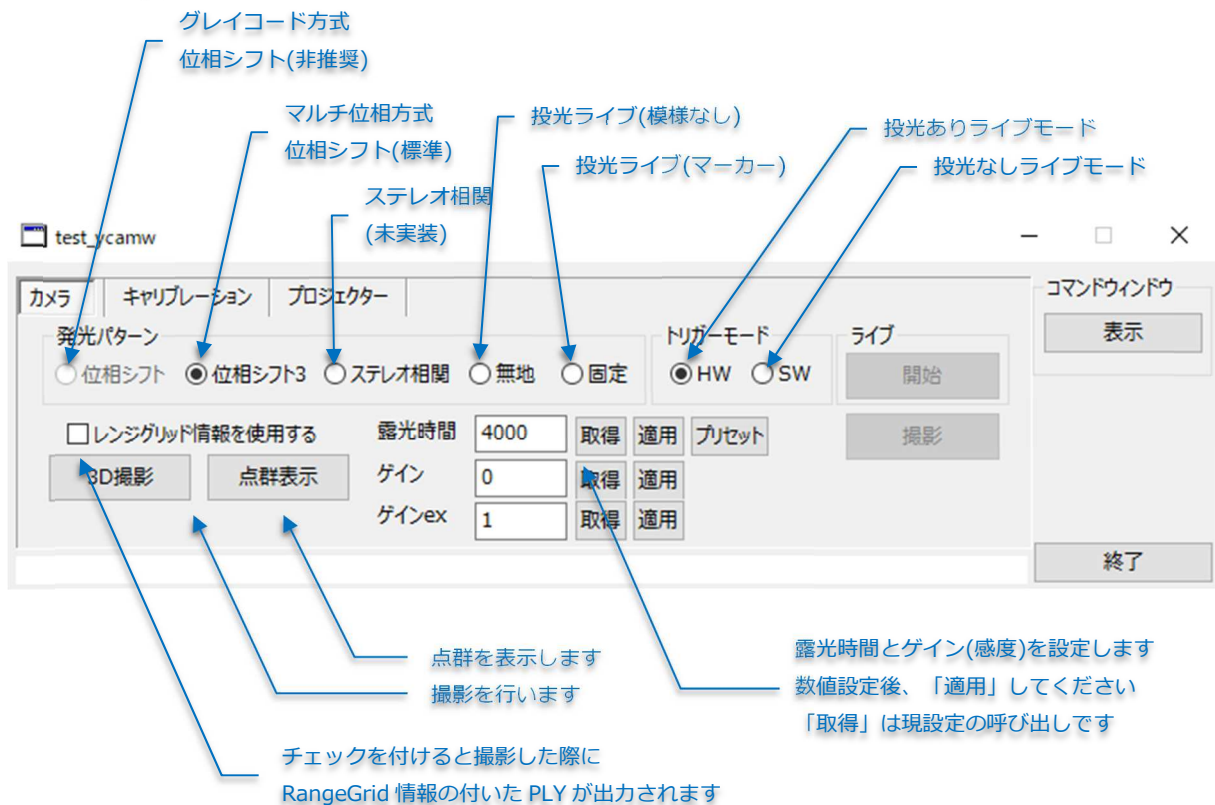 グレイコード方式
位相シフト(非推奨)
マルチ位相方式
位相シフト(標準)
投光ライブ(模様なし)
投光ありライブモード
投光ライブ(マーカー)
投光なしライブモード
ステレオ相関
(未実装)
test_ycamw
カメラ キャリブレーション プロジェクター
コマンドウィンドウ
発光パターン トリガーモード ライブ
表示
位相シフト 位相シフト3 ステレオ相関 無地 固定 HW SW 開始
レンジグリッド情報を使用する 露光時間 4000 取得 適用 プリセット 撮影
3D撮影 点群表示 ゲイン 0 取得 適用
ゲインex 1 取得 適用
終了
点群を表示します
撮影を行います
露光時間とゲイン(感度)を設定します
数値設定後、「適用」してください
「取得」は現設定の呼び出しです
チェックを付けると撮影した際に
RangeGrid 情報の付いた PLY が出力されます